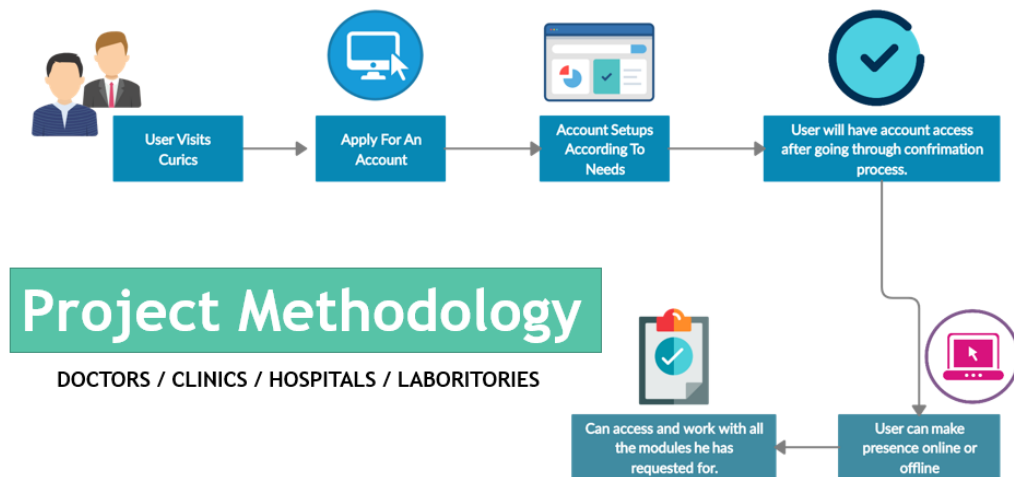 User Visits
Curics
Apply For An
Account
Account Setups
According To
Needs
User will have account access
after going through confrimation
process.
Project Methodology
DOCTORS / CLINICS / HOSPITALS / LABORITORIES
User can make
presence online or
offline
Can access and work with all
the modules he has
requested for.